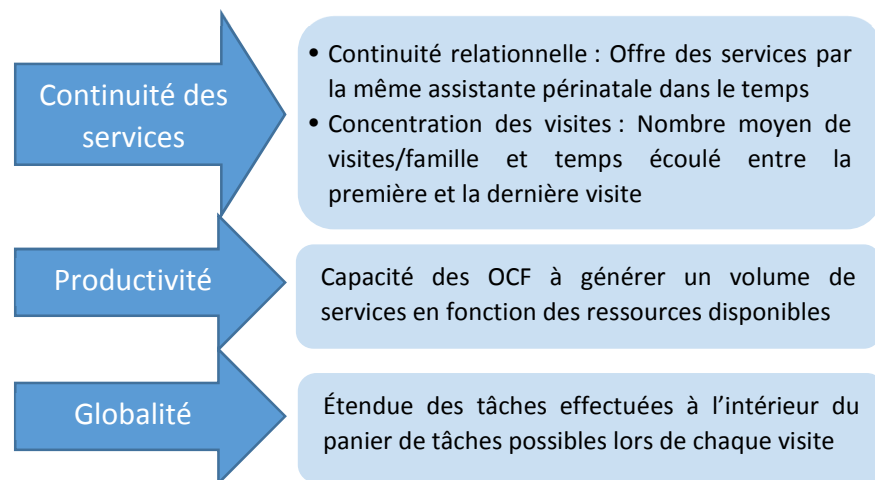 Continuité des
services
• Continuité relationnelle : Offre des services par
la même assistante périnatale dans le temps
• Concentration des visites : Nombre moyen de
visites/famille et temps écoulé entre la
première et la dernière visite
Productivité
Capacité des OCF à générer un volume de
services en fonction des ressources disponibles
Globalité
Étendue des tâches effectuées à l’intérieur du
panier de tâches possibles lors de chaque visite